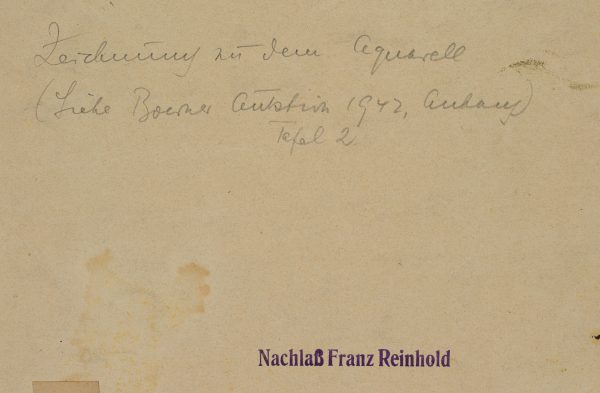 Zeichnung zu dem Aquarell
(Siehe Boerner Auktion 1942, Anhang)
Tafel 2
Nachlaß Franz Reinhold